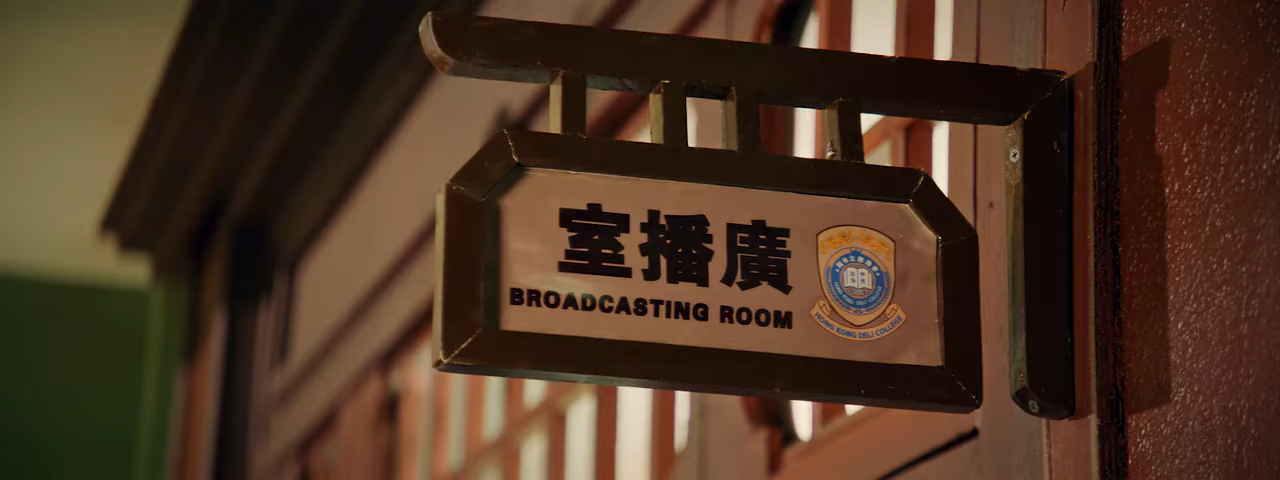 室播廣
BROADCASTING ROOM
HONG KONG DELI COLLEGE